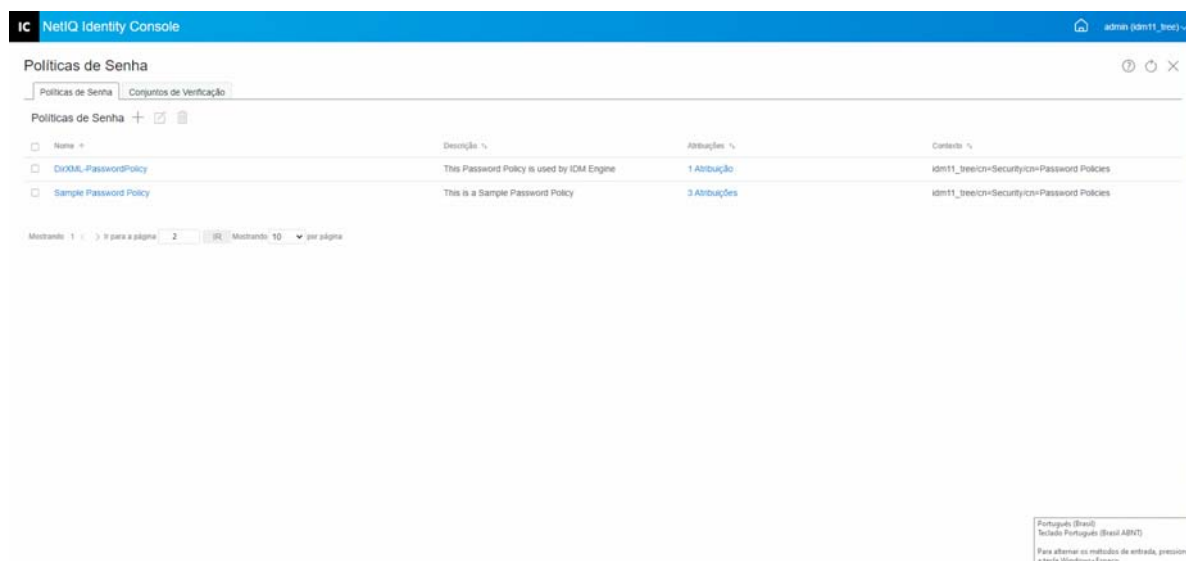 IC NetIQ Identity Console admin (idm11_tree)
Políticas de Senha
Políticas de Senha Conjuntos de Verificação
Políticas de Senha
Nome Descrição Atribuições Contexto
DirXML-PasswordPolicy This Password Policy is used by IDM Engine 1 Atribuição idm11_tree/cn=Security/cn=Password Policies
Sample Password Policy This is a Sample Password Policy 3 Atribuições idm11_tree/cn=Security/cn=Password Policies
Mostrando 1 Ir para a página 2 IR Mostrando 10 por página
Português (Brasil)
Teclado Português (Brasil ABNT)
Para alternar os métodos de entrada, pression
a tecla Windows+Espaço